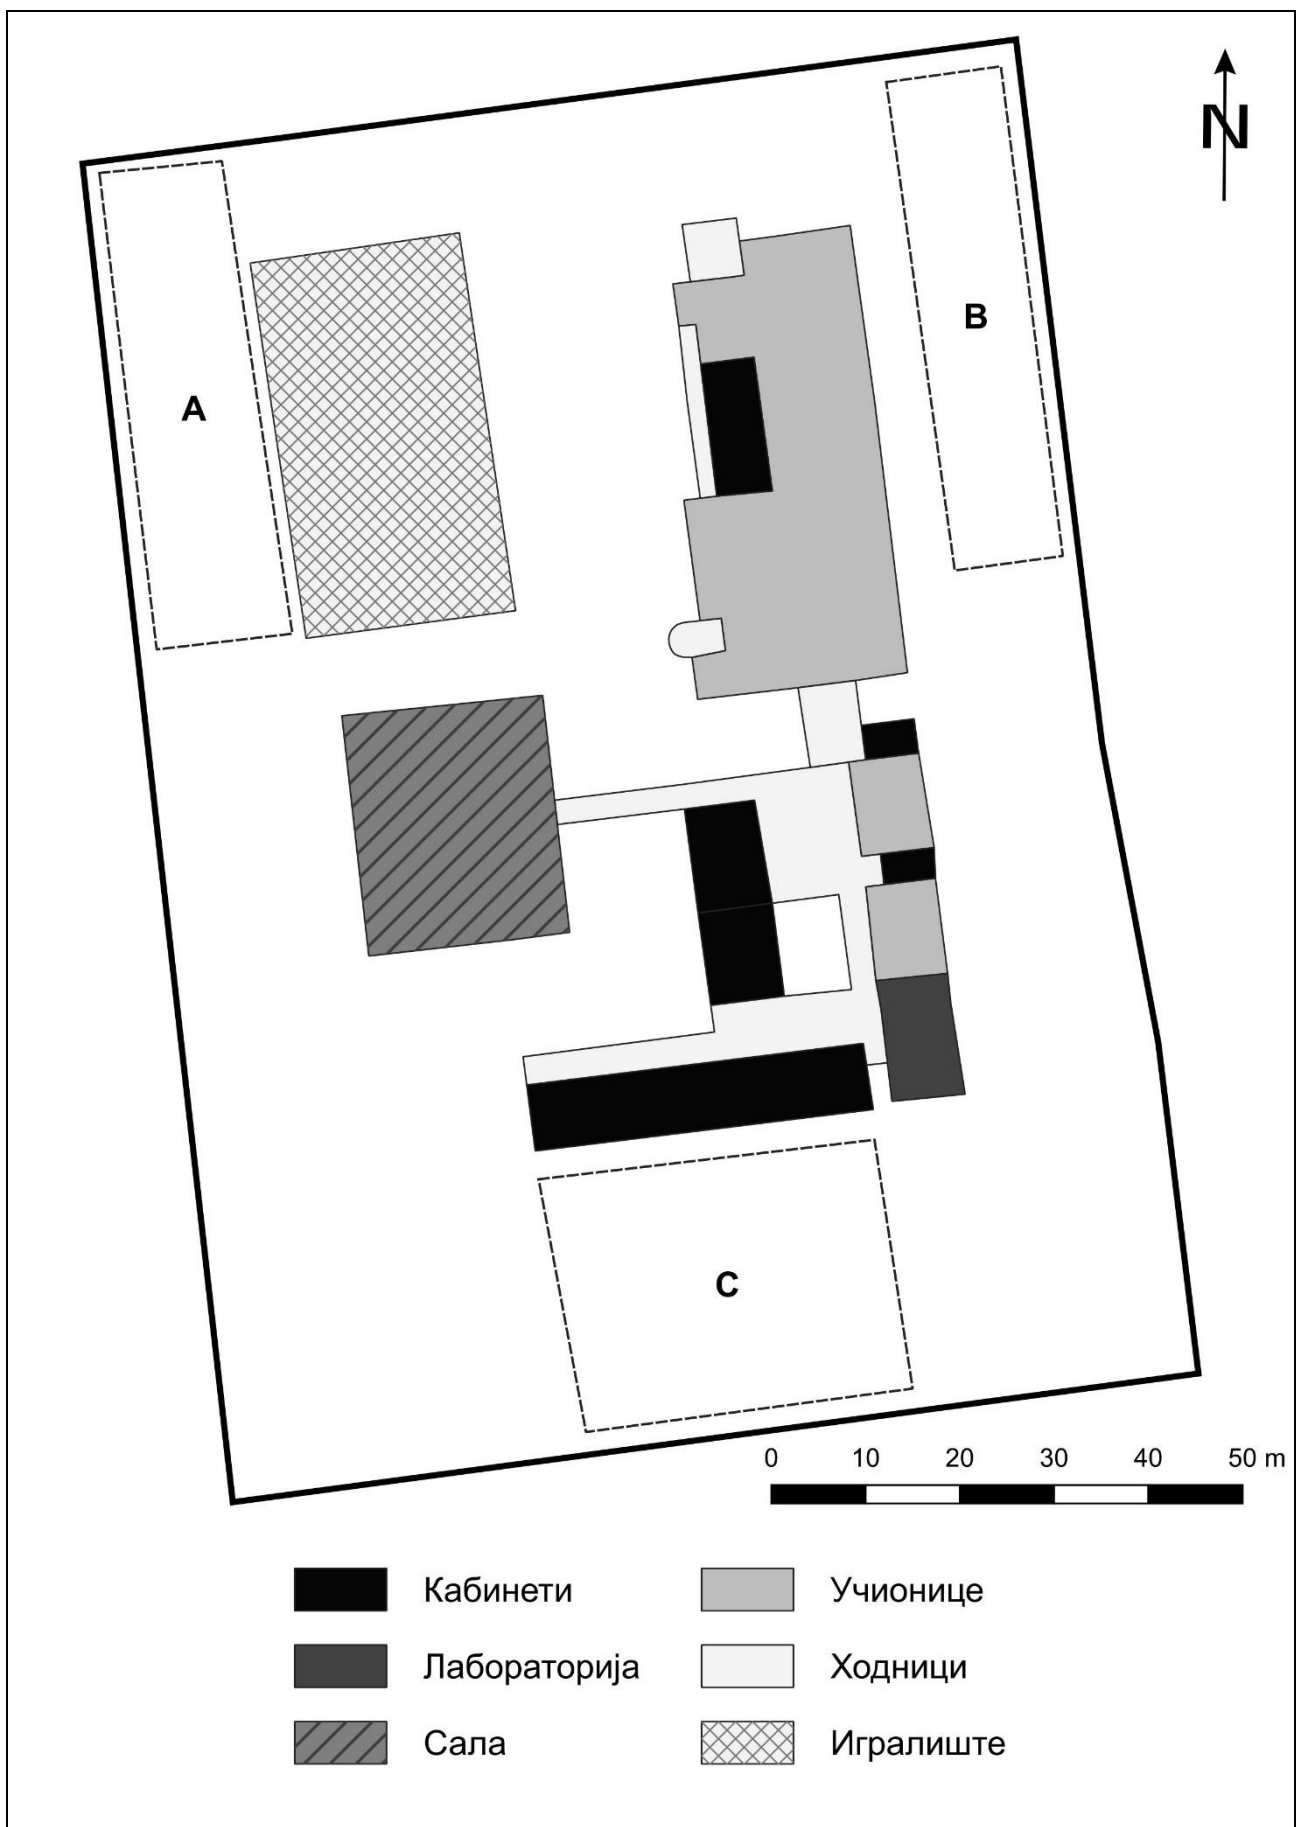 N
B
A
C
0 10 20 30 40 50 m
Кабинети Учионице
Лабораторија Ходници
Сала Игралиште